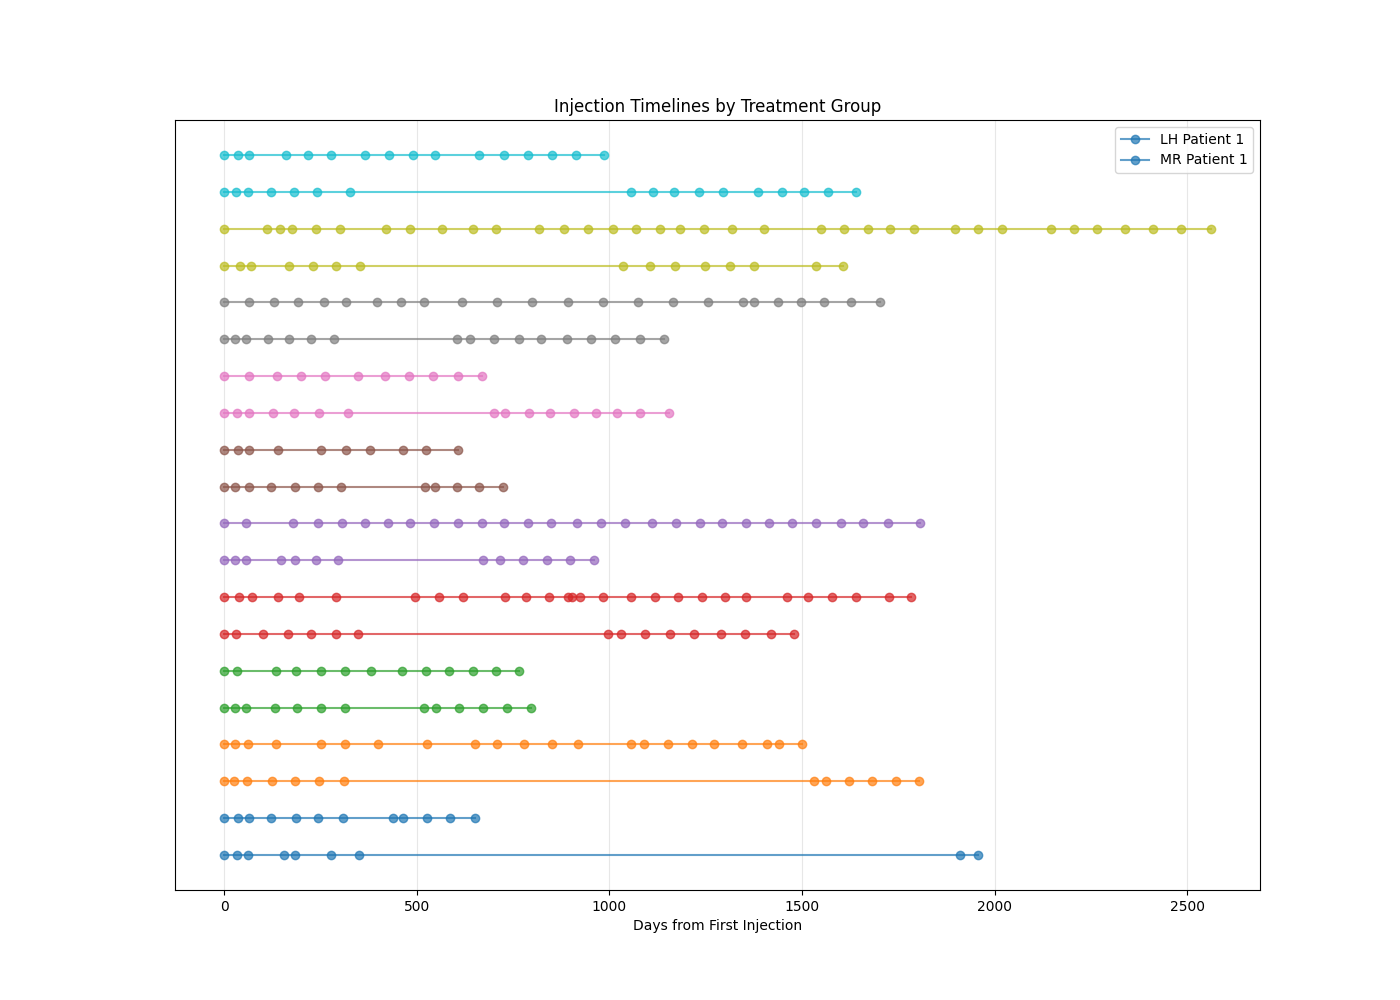 Injection Timelines by Treatment Group
LH Patient 1
MR Patient 1
0 500 1000 1500 2000 2500
Days from First Injection